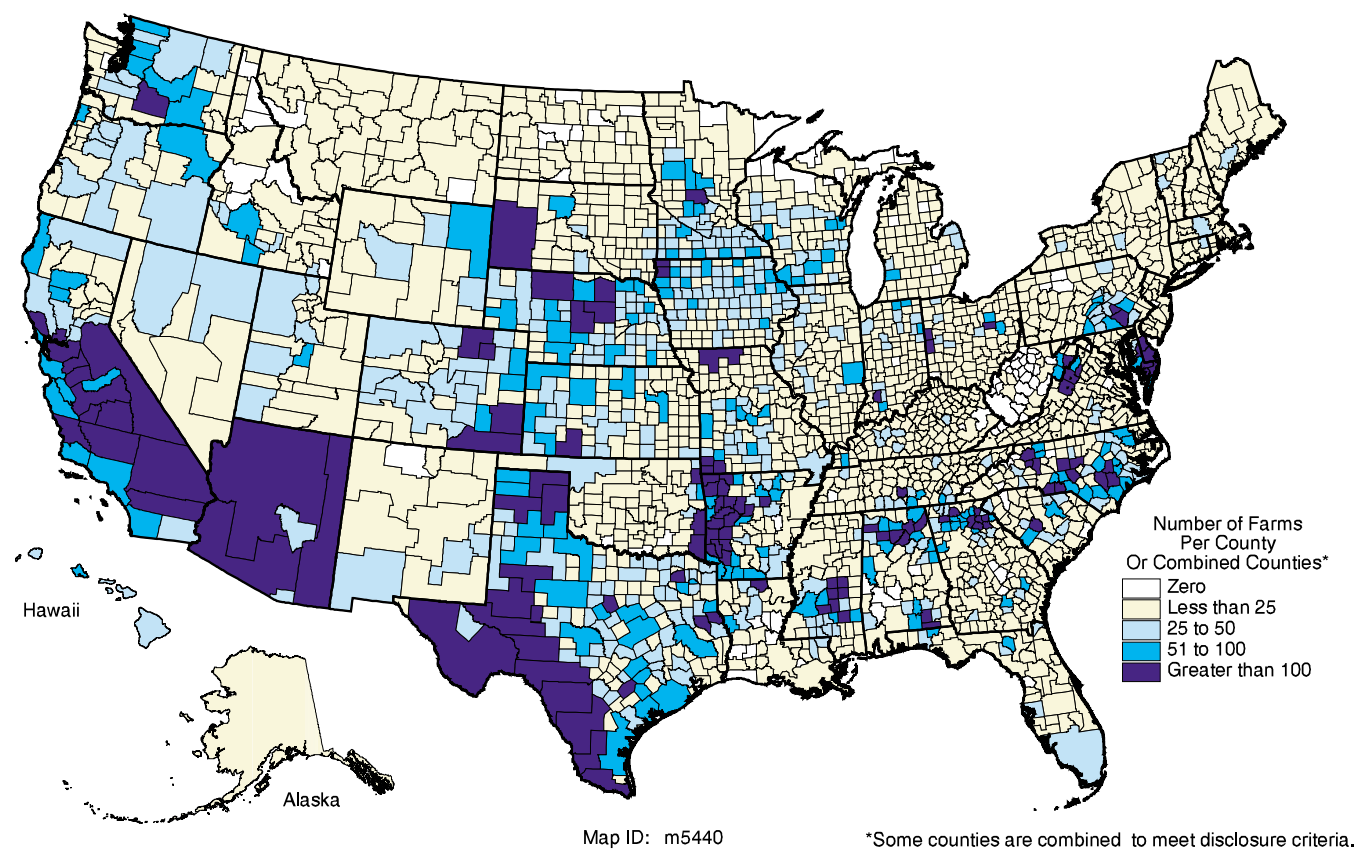 Number of Farms
Per County
Or Combined Counties*
Zero
Less than 25
25 to 50
51 to 100
Greater than 100
Hawaii
Alaska
Map ID: m5440
*Some counties are combined to meet disclosure criteria.